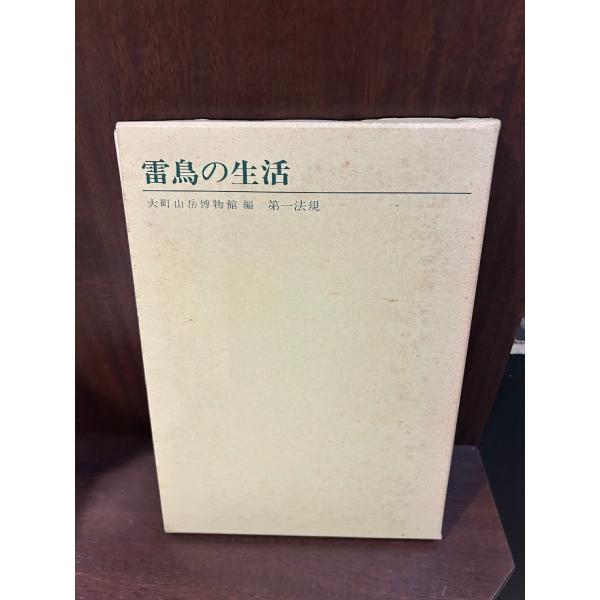 雷鳥の生活
大町山岳博物館 編 第一法規